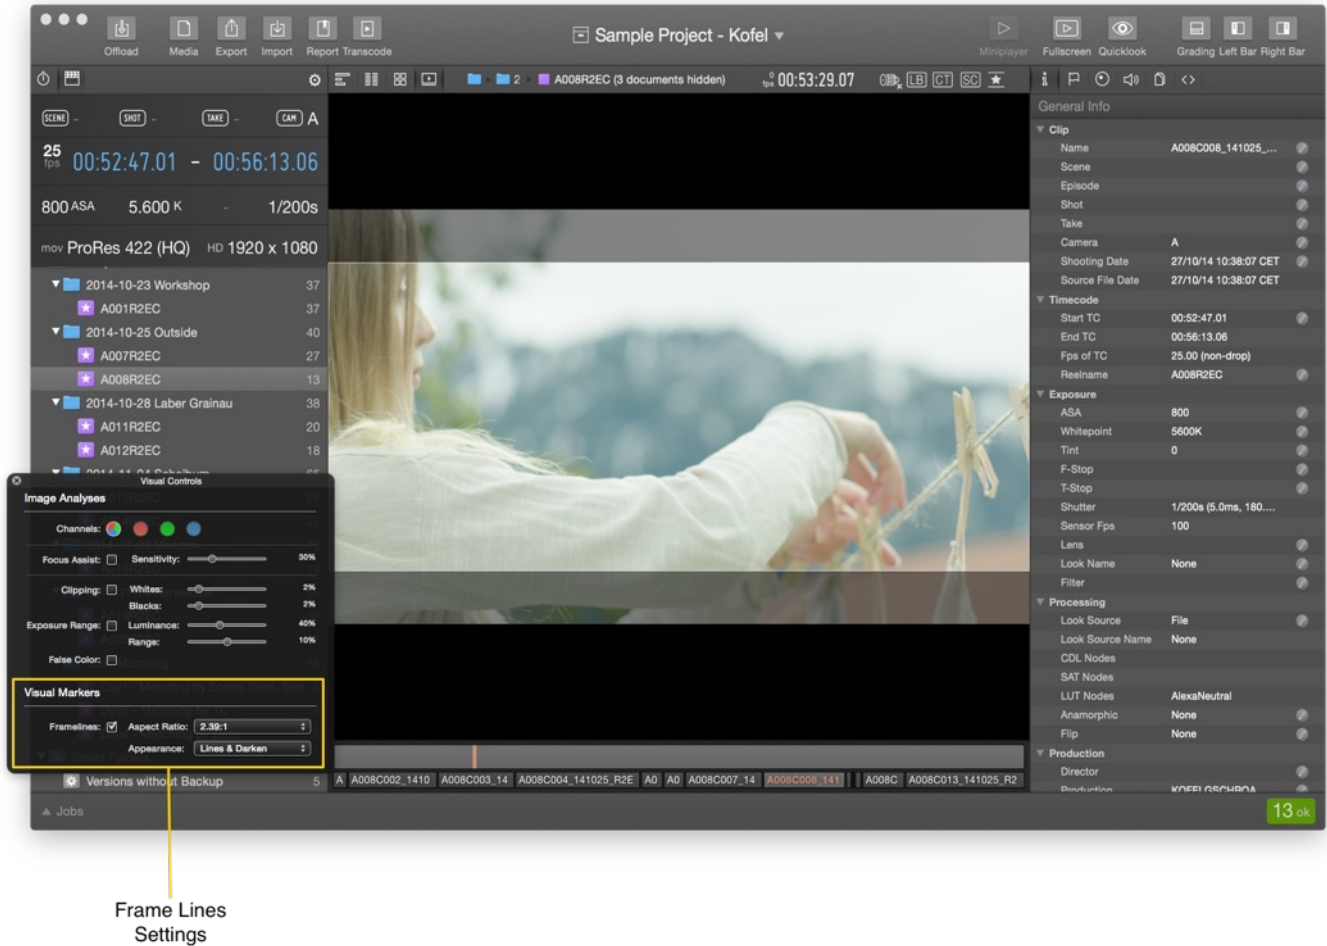 Sample Project - Kofel
Offload
Media
Export
Import
Report
Transcode
Miniplayer
Fullscreen
Quicklook
Grading
Left Bar
Right Bar
2
A008R2EC (3 documents hidden)
0 fps 00:53:29.07
LB
CT
SC
SCENE -
SHOT -
TAKE -
CAM A
25 fps
00:52:47.01 - 00:56:13.06
800 ASA
5.600 K
-
1/200s
mov ProRes 422 (HQ)
HD 1920 x 1080
2014-10-23 Workshop 37
A001R2EC 37
2014-10-25 Outside 40
A007R2EC 27
A008R2EC 13
2014-10-28 Laber Grainau 38
A011R2EC 20
A012R2EC 18
Visual Controls
Image Analyses
Channels:
Focus Assist: Sensitivity: 30%
Clipping: Whites: 2%
Blacks: 2%
Exposure Range: Luminance: 40%
Range: 10%
False Color:
Visual Markers
Framelines: Aspect Ratio: 2.39:1
Appearance: Lines & Darken
Versions without Backup 5
Jobs
A
A008C002_1410
A008C003_14
A008C004_141025_R2E
A0
A0
A008C007_14
A008C008_141
A008C
A008C013_141025_R2
General Info
Clip
Name A008C008_141025_...
Scene
Episode
Shot
Take
Camera A
Shooting Date 27/10/14 10:38:07 CET
Source File Date 27/10/14 10:38:07 CET
Timecode
Start TC 00:52:47.01
End TC 00:56:13.06
Fps of TC 25.00 (non-drop)
Reelname A008R2EC
Exposure
ASA 800
Whitepoint 5600K
Tint 0
F-Stop
T-Stop
Shutter 1/200s (5.0ms, 180....
Sensor Fps 100
Lens
Look Name None
Filter
Processing
Look Source File
Look Source Name None
CDL Nodes
SAT Nodes
LUT Nodes AlexaNeutral
Anamorphic None
Flip None
Production
Director
Production KOFELGSCHROA
13 ok
Frame Lines
Settings